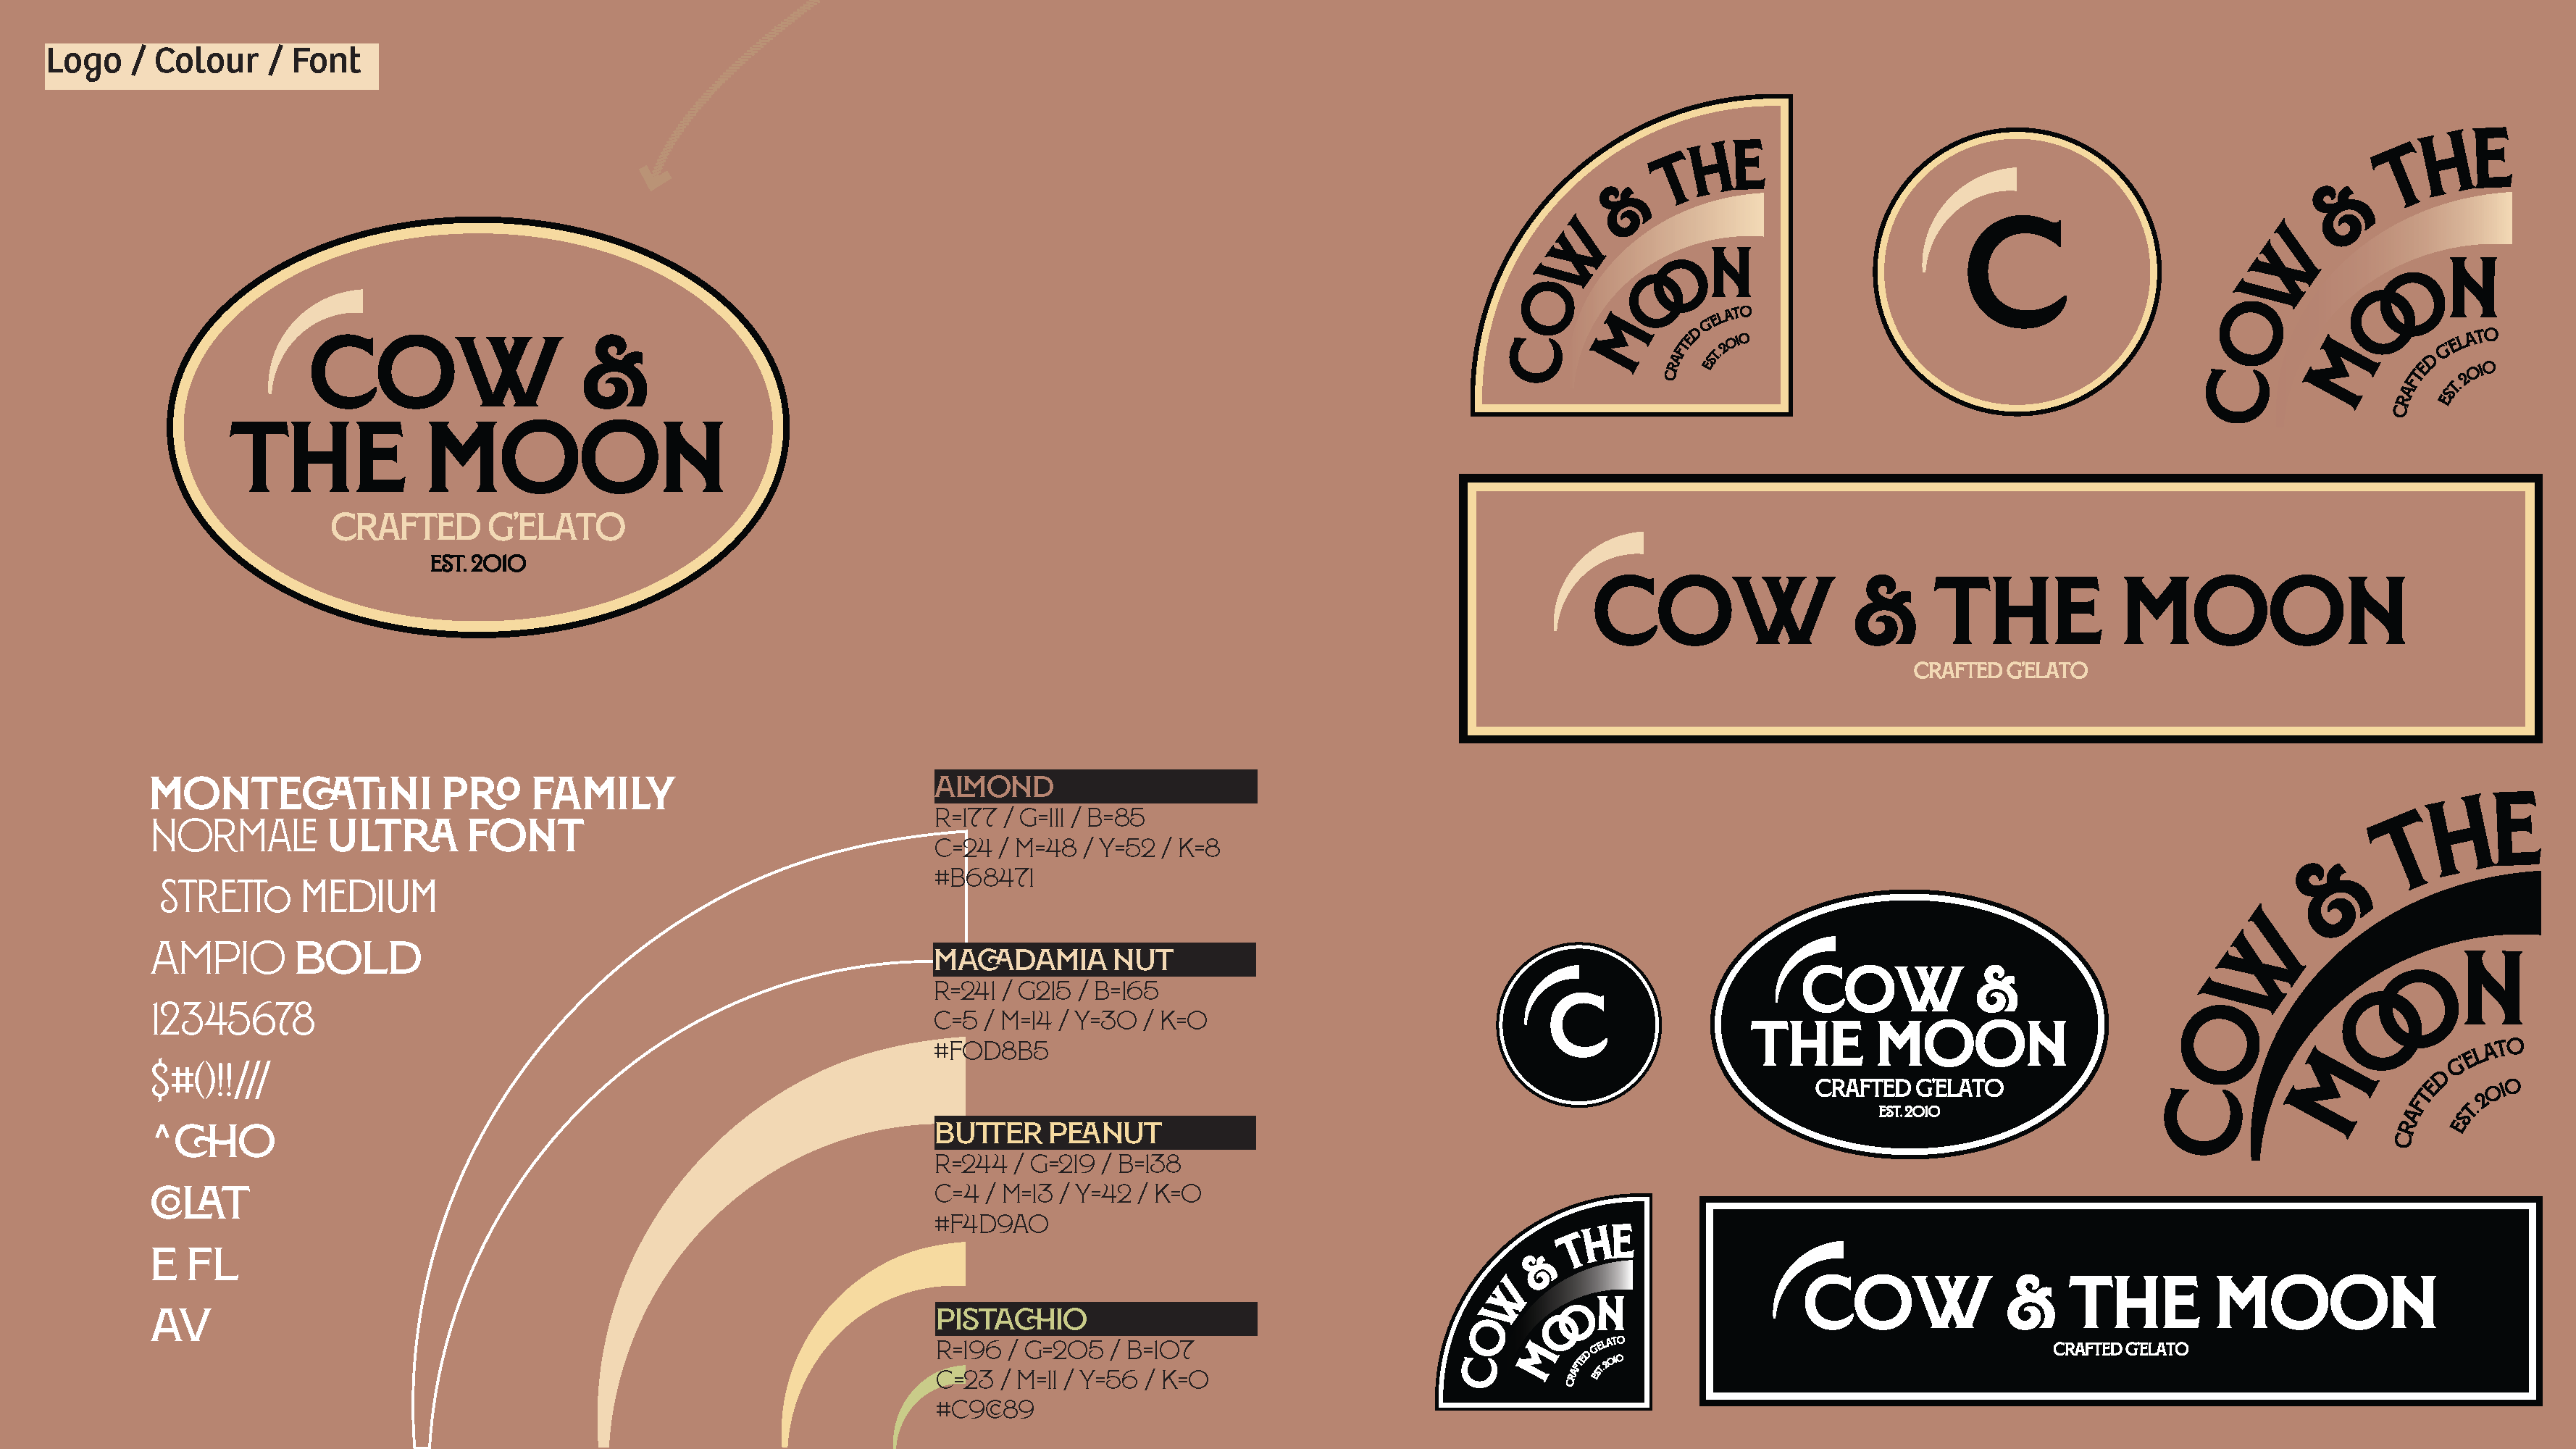 Logo / Colour / Font
COW &
THE MOON
CRAFTED G'ELATO
EST. 2010
COW & THE
MOON
CRAFTED G'ELATO
EST. 2010
C
COW & THE
MOON
CRAFTED G'ELATO
EST. 2010
COW & THE MOON
CRAFTED G'ELATO
MONTECATINI PRO FAMILY
NORMALE ULTRA FONT
STRETTO MEDIUM
AMPIO BOLD
12345678
$#()!!///
^CHO
COLAT
E FL
AV
ALMOND
R=177 / G=111 / B=85
C=24 / M=48 / Y=52 / K=8
#B68471
MACADAMIA NUT
R=241 / G215 / B=165
C=5 / M=14 / Y=30 / K=0
#F0D8B5
BUTTER PEANUT
R=244 / G=219 / B=138
C=4 / M=13 / Y=42 / K=0
#F4D9A0
PISTACHIO
R=196 / G=205 / B=107
C=23 / M=11 / Y=56 / K=0
#C9CC89
C
COW &
THE MOON
CRAFTED G'ELATO
EST. 2010
COW & THE
MOON
CRAFTED G'ELATO
EST. 2010
COW & THE
MOON
CRAFTED G'ELATO
EST. 2010
COW & THE MOON
CRAFTED G'ELATO